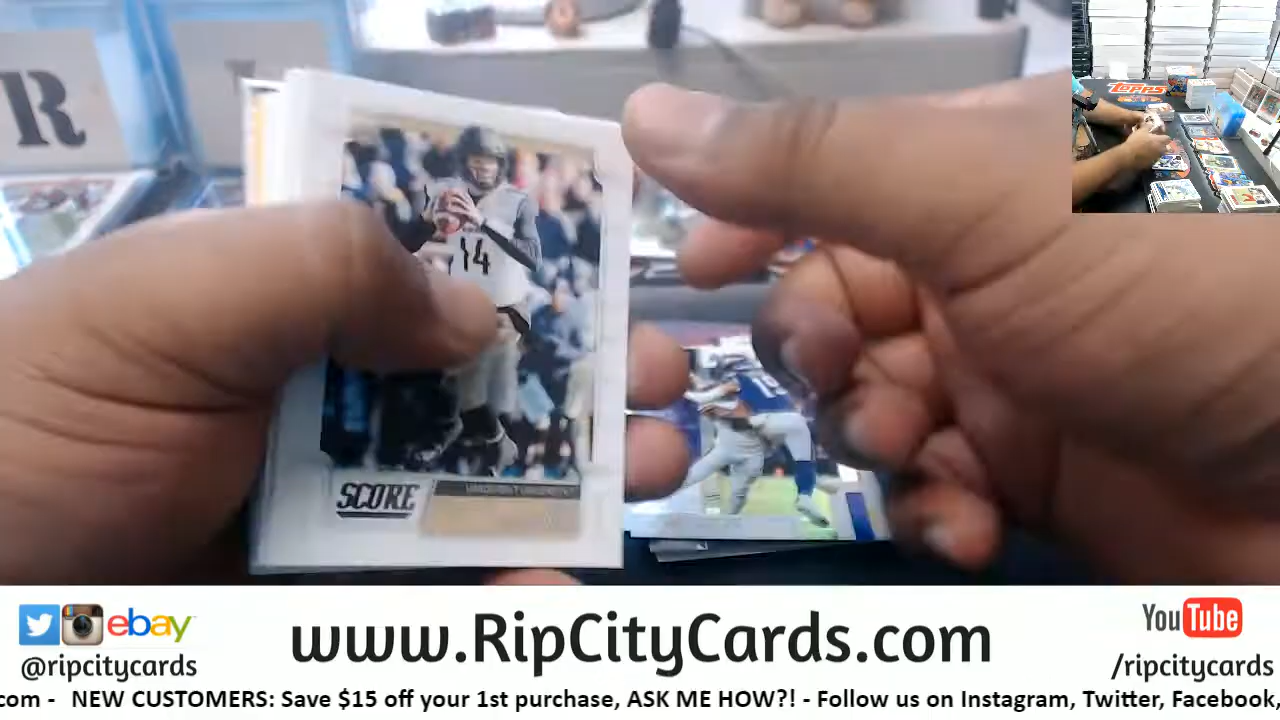 R
TOPPS
14
19
SCORE
ebay
@ripcitycards
www.RipCityCards.com
YouTube
/ripcitycards
com - NEW CUSTOMERS: Save $15 off your 1st purchase, ASK ME HOW?! - Follow us on Instagram, Twitter, Facebook,